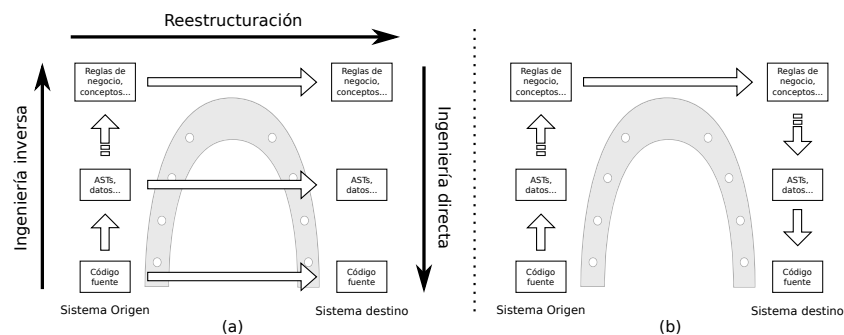 Reestructuración
Ingeniería inversa
Reglas de
negocio,
conceptos...
Reglas de
negocio,
conceptos...
ASTs,
datos...
ASTs,
datos...
Código
fuente
Código
fuente
Ingeniería directa
Sistema Origen
Sistema destino
(a)
Reglas de
negocio,
conceptos...
Reglas de
negocio,
conceptos...
ASTs,
datos...
ASTs,
datos...
Código
fuente
Código
fuente
Sistema Origen
Sistema destino
(b)